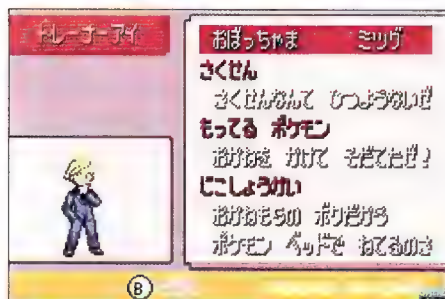 トレーナーアイ
おぼっちゃま ミツグ
さくせん
さくせんなんて ひつようないぜ
もってる ポケモン
おかねを かけて そだてたぜ!
じこしょうかい
おかねもちの ボクだから
ポケモン ベッドで ねてるのさ
B